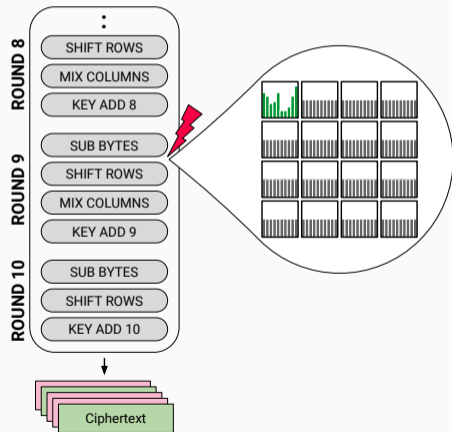 ROUND 8
SHIFT ROWS
MIX COLUMNS
KEY ADD 8
ROUND 9
SUB BYTES
SHIFT ROWS
MIX COLUMNS
KEY ADD 9
ROUND 10
SUB BYTES
SHIFT ROWS
KEY ADD 10
Ciphertext